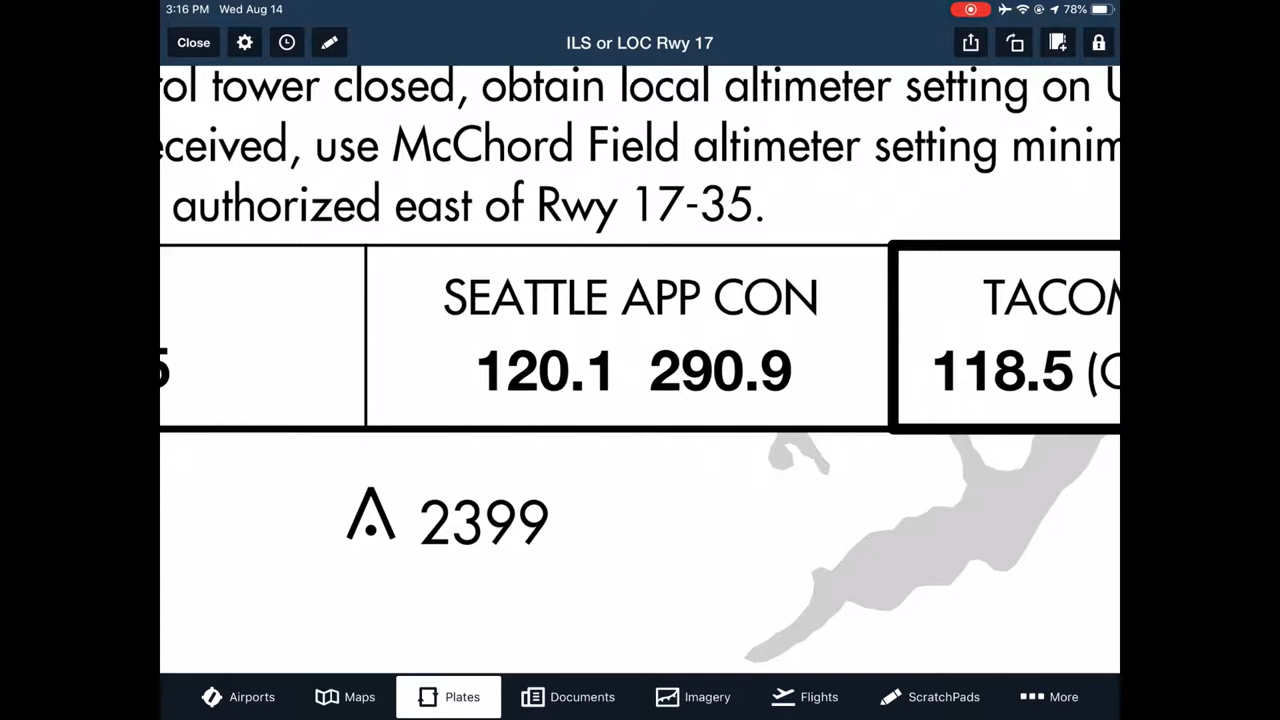 3:16 PM Wed Aug 14 78%
Close ILS or LOC Rwy 17
tower closed, obtain local altimeter setting on
use McChord Field altimeter setting
authorized east of Rwy 17-35.
SEATTLE APP CON
120.1 290.9 118.5
2399
Airports Maps Plates Documents Imagery Flights ScratchPads More